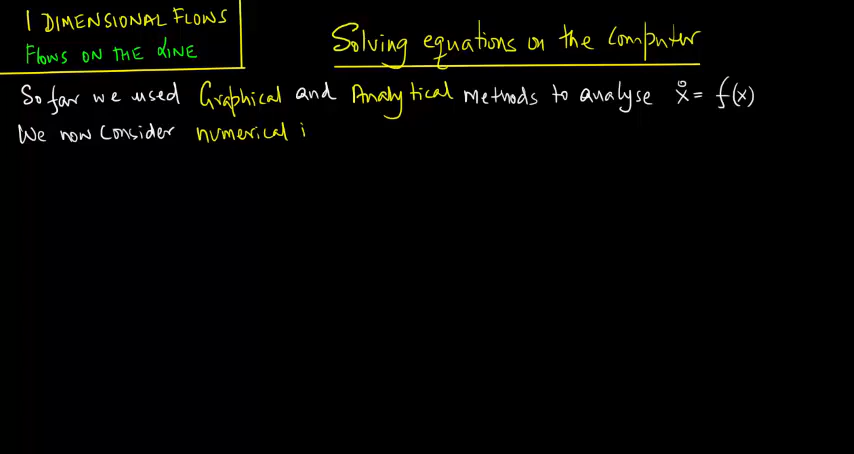 1 DIMENSIONAL FLOWS
FLOWS ON THE LINE
Solving equations on the computer
So far we used Graphical and Analytical methods to analyse ẋ = f(x)
We now consider numerical i